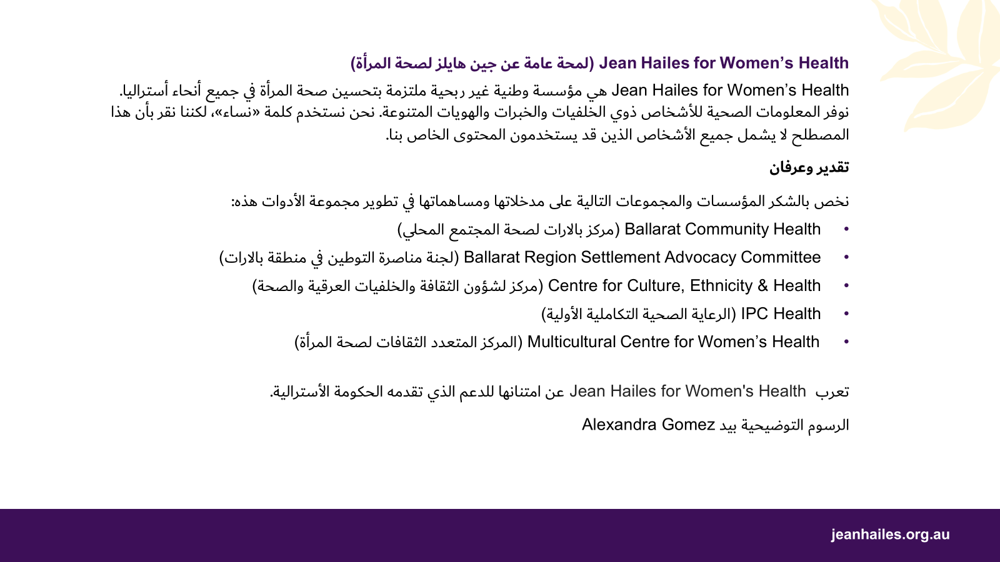 Jean Hailes for Women’s Health (لمحة عامة عن جين هايلز لصحة المرأة)
Jean Hailes for Women’s Health هي مؤسسة وطنية غير ربحية ملتزمة بتحسين صحة المرأة في جميع أنحاء أستراليا.
نوفر المعلومات الصحية للأشخاص ذوي الخلفيات والخبرات والهويات المتنوعة. نحن نستخدم كلمة «نساء»، لكننا نقر بأن هذا
المصطلح لا يشمل جميع الأشخاص الذين قد يستخدمون المحتوى الخاص بنا.
تقدير وعرفان
نخص بالشكر المؤسسات والمجموعات التالية على مدخلاتها ومساهماتها في تطوير مجموعة الأدوات هذه:
• Ballarat Community Health (مركز بالارات لصحة المجتمع المحلي)
• Ballarat Region Settlement Advocacy Committee (لجنة مناصرة التوطين في منطقة بالارات)
• Centre for Culture, Ethnicity & Health (مركز لشؤون الثقافة والخلفيات العرقية والصحة)
• IPC Health (الرعاية الصحية التكاملية الأولية)
• Multicultural Centre for Women’s Health (المركز المتعدد الثقافات لصحة المرأة)
تعرب Jean Hailes for Women's Health عن امتنانها للدعم الذي تقدمه الحكومة الأسترالية.
الرسوم التوضيحية بيد Alexandra Gomez
jeanhailes.org.au